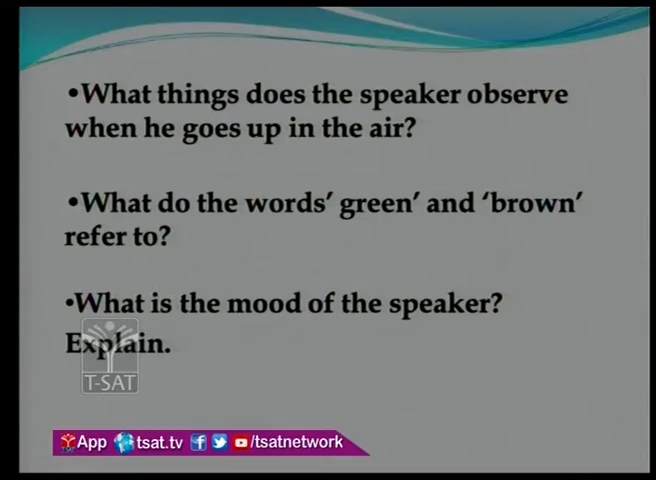 •What things does the speaker observe
when he goes up in the air?
•What do the words’ green’ and ‘brown’
refer to?
•What is the mood of the speaker?
Explain.
T-SAT
App tsat.tv /tsatnetwork